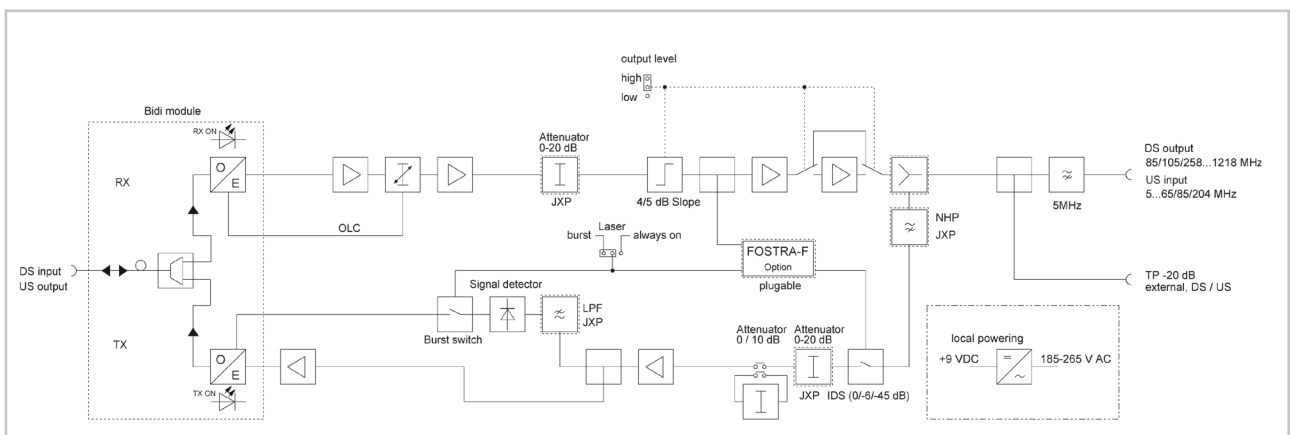 output level
high
low
Bidi module
RX ON
RX
O
E
Attenuator
0-20 dB
JXP
4/5 dB Slope
DS output
85/105/258...1218 MHz
US input
5...65/85/204 MHz
5MHz
OLC
Laser
burst
always on
NHP
JXP
FOSTRA-F
Option
plugable
DS input
US output
TP -20 dB
external, DS / US
Signal detector
LPF
JXP
Burst switch
TX
O
E
TX ON
Attenuator
0 / 10 dB
Attenuator
0-20 dB
JXP
IDS (0/-6/-45 dB)
local powering
+9 VDC
185-265 V AC